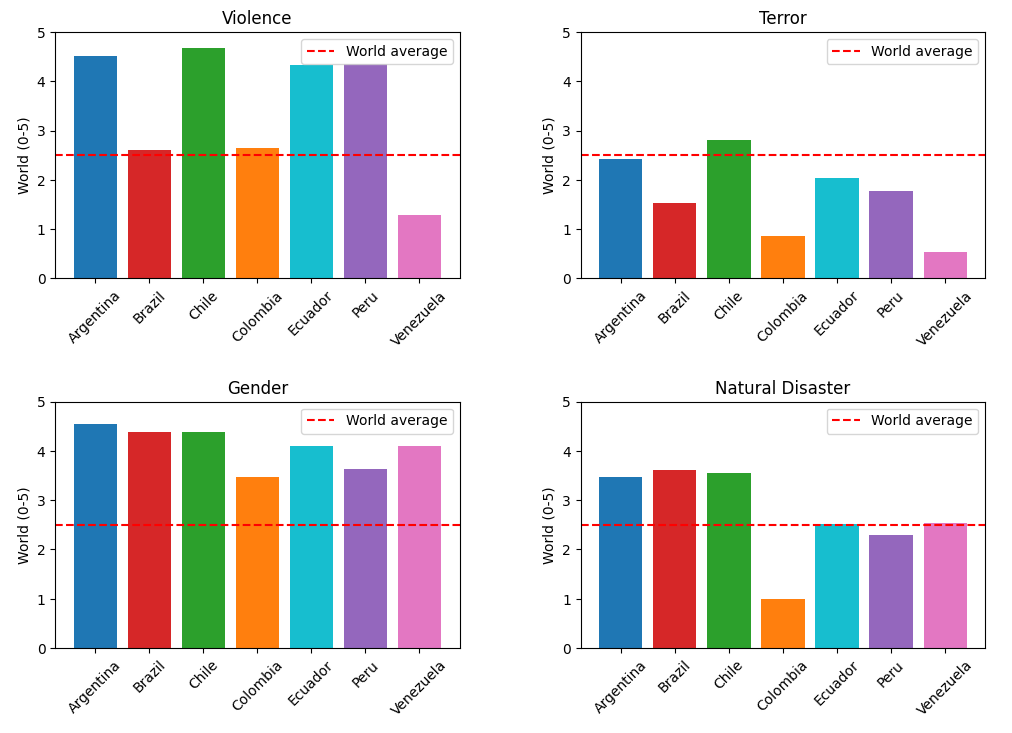 Violence
World (0-5)
5
4
3
2
1
0
World average
Argentina
Brazil
Chile
Colombia
Ecuador
Peru
Venezuela
Terror
World (0-5)
5
4
3
2
1
0
World average
Argentina
Brazil
Chile
Colombia
Ecuador
Peru
Venezuela
Gender
World (0-5)
5
4
3
2
1
0
World average
Argentina
Brazil
Chile
Colombia
Ecuador
Peru
Venezuela
Natural Disaster
World (0-5)
5
4
3
2
1
0
World average
Argentina
Brazil
Chile
Colombia
Ecuador
Peru
Venezuela